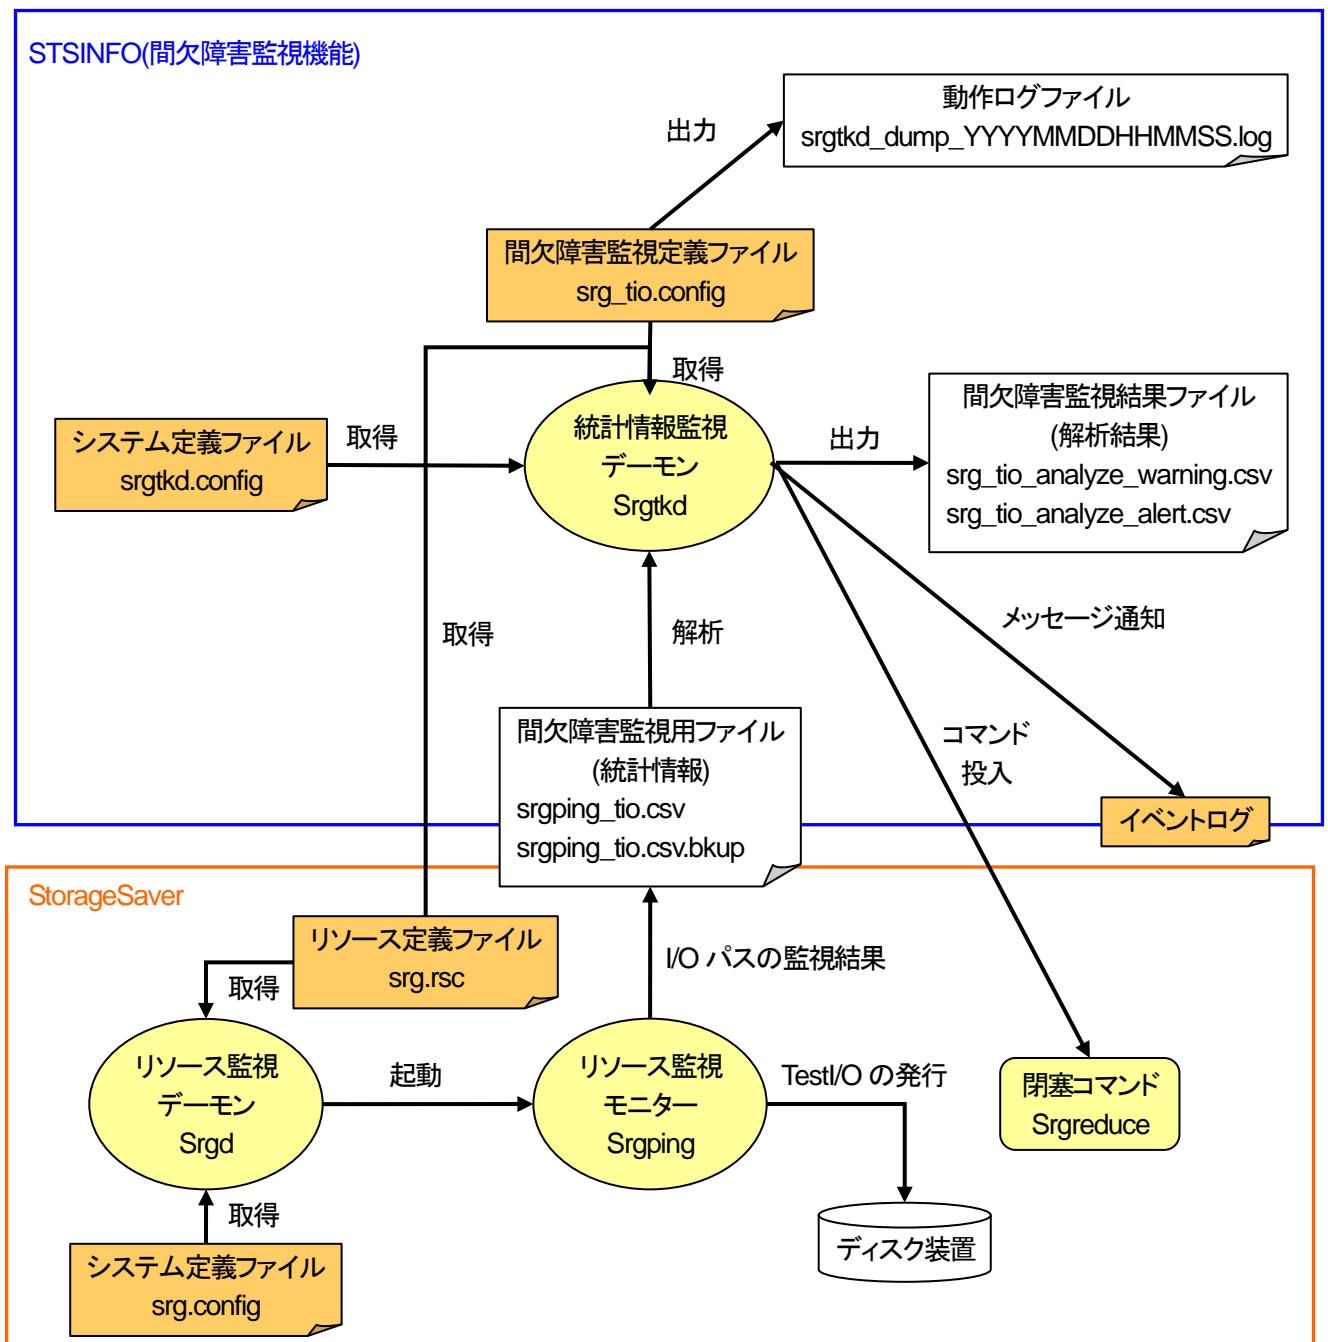 STSINFO(間欠障害監視機能)
動作ログファイル
srgtkd_dump_YYYYMMDDHHMMSS.log
出力
間欠障害監視定義ファイル
srg_tio.config
取得
間欠障害監視結果ファイル
(解析結果)
srg_tio_analyze_warning.csv
srg_tio_analyze_alert.csv
システム定義ファイル
srgtkd.config
取得
統計情報監視
デーモン
Srgtkd
出力
取得
解析
メッセージ通知
間欠障害監視用ファイル
(統計情報)
srgping_tio.csv
srgping_tio.csv.bkup
コマンド
投入
イベントログ
StorageSaver
リソース定義ファイル
srg.rsc
取得
I/O パスの監視結果
リソース監視
デーモン
Srgd
起動
リソース監視
モニター
Srgping
TestI/O の発行
閉塞コマンド
Srgreduce
取得
ディスク装置
システム定義ファイル
srg.config